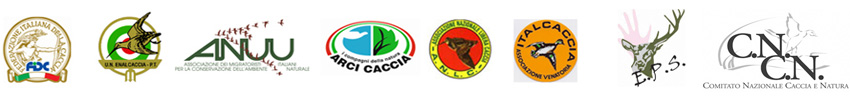 FEDERAZIONE ITALIANA DELLA CACCIA
FIDC
U.N. ENALCACCIA - P.T.
ANUU
ASSOCIAZIONE DEI MIGRATORISTI ITALIANI
PER LA CONSERVAZIONE DELL'AMBIENTE NATURALE
i compagni della natura
ARCI CACCIA
ASSOCIAZIONE NAZIONALE LIBERA CACCIA
A.N.L.C.
ITALCACCIA
ASSOCIAZIONE VENATORIA
E.P.S.
C.N.
C.N.
COMITATO NAZIONALE CACCIA E NATURA